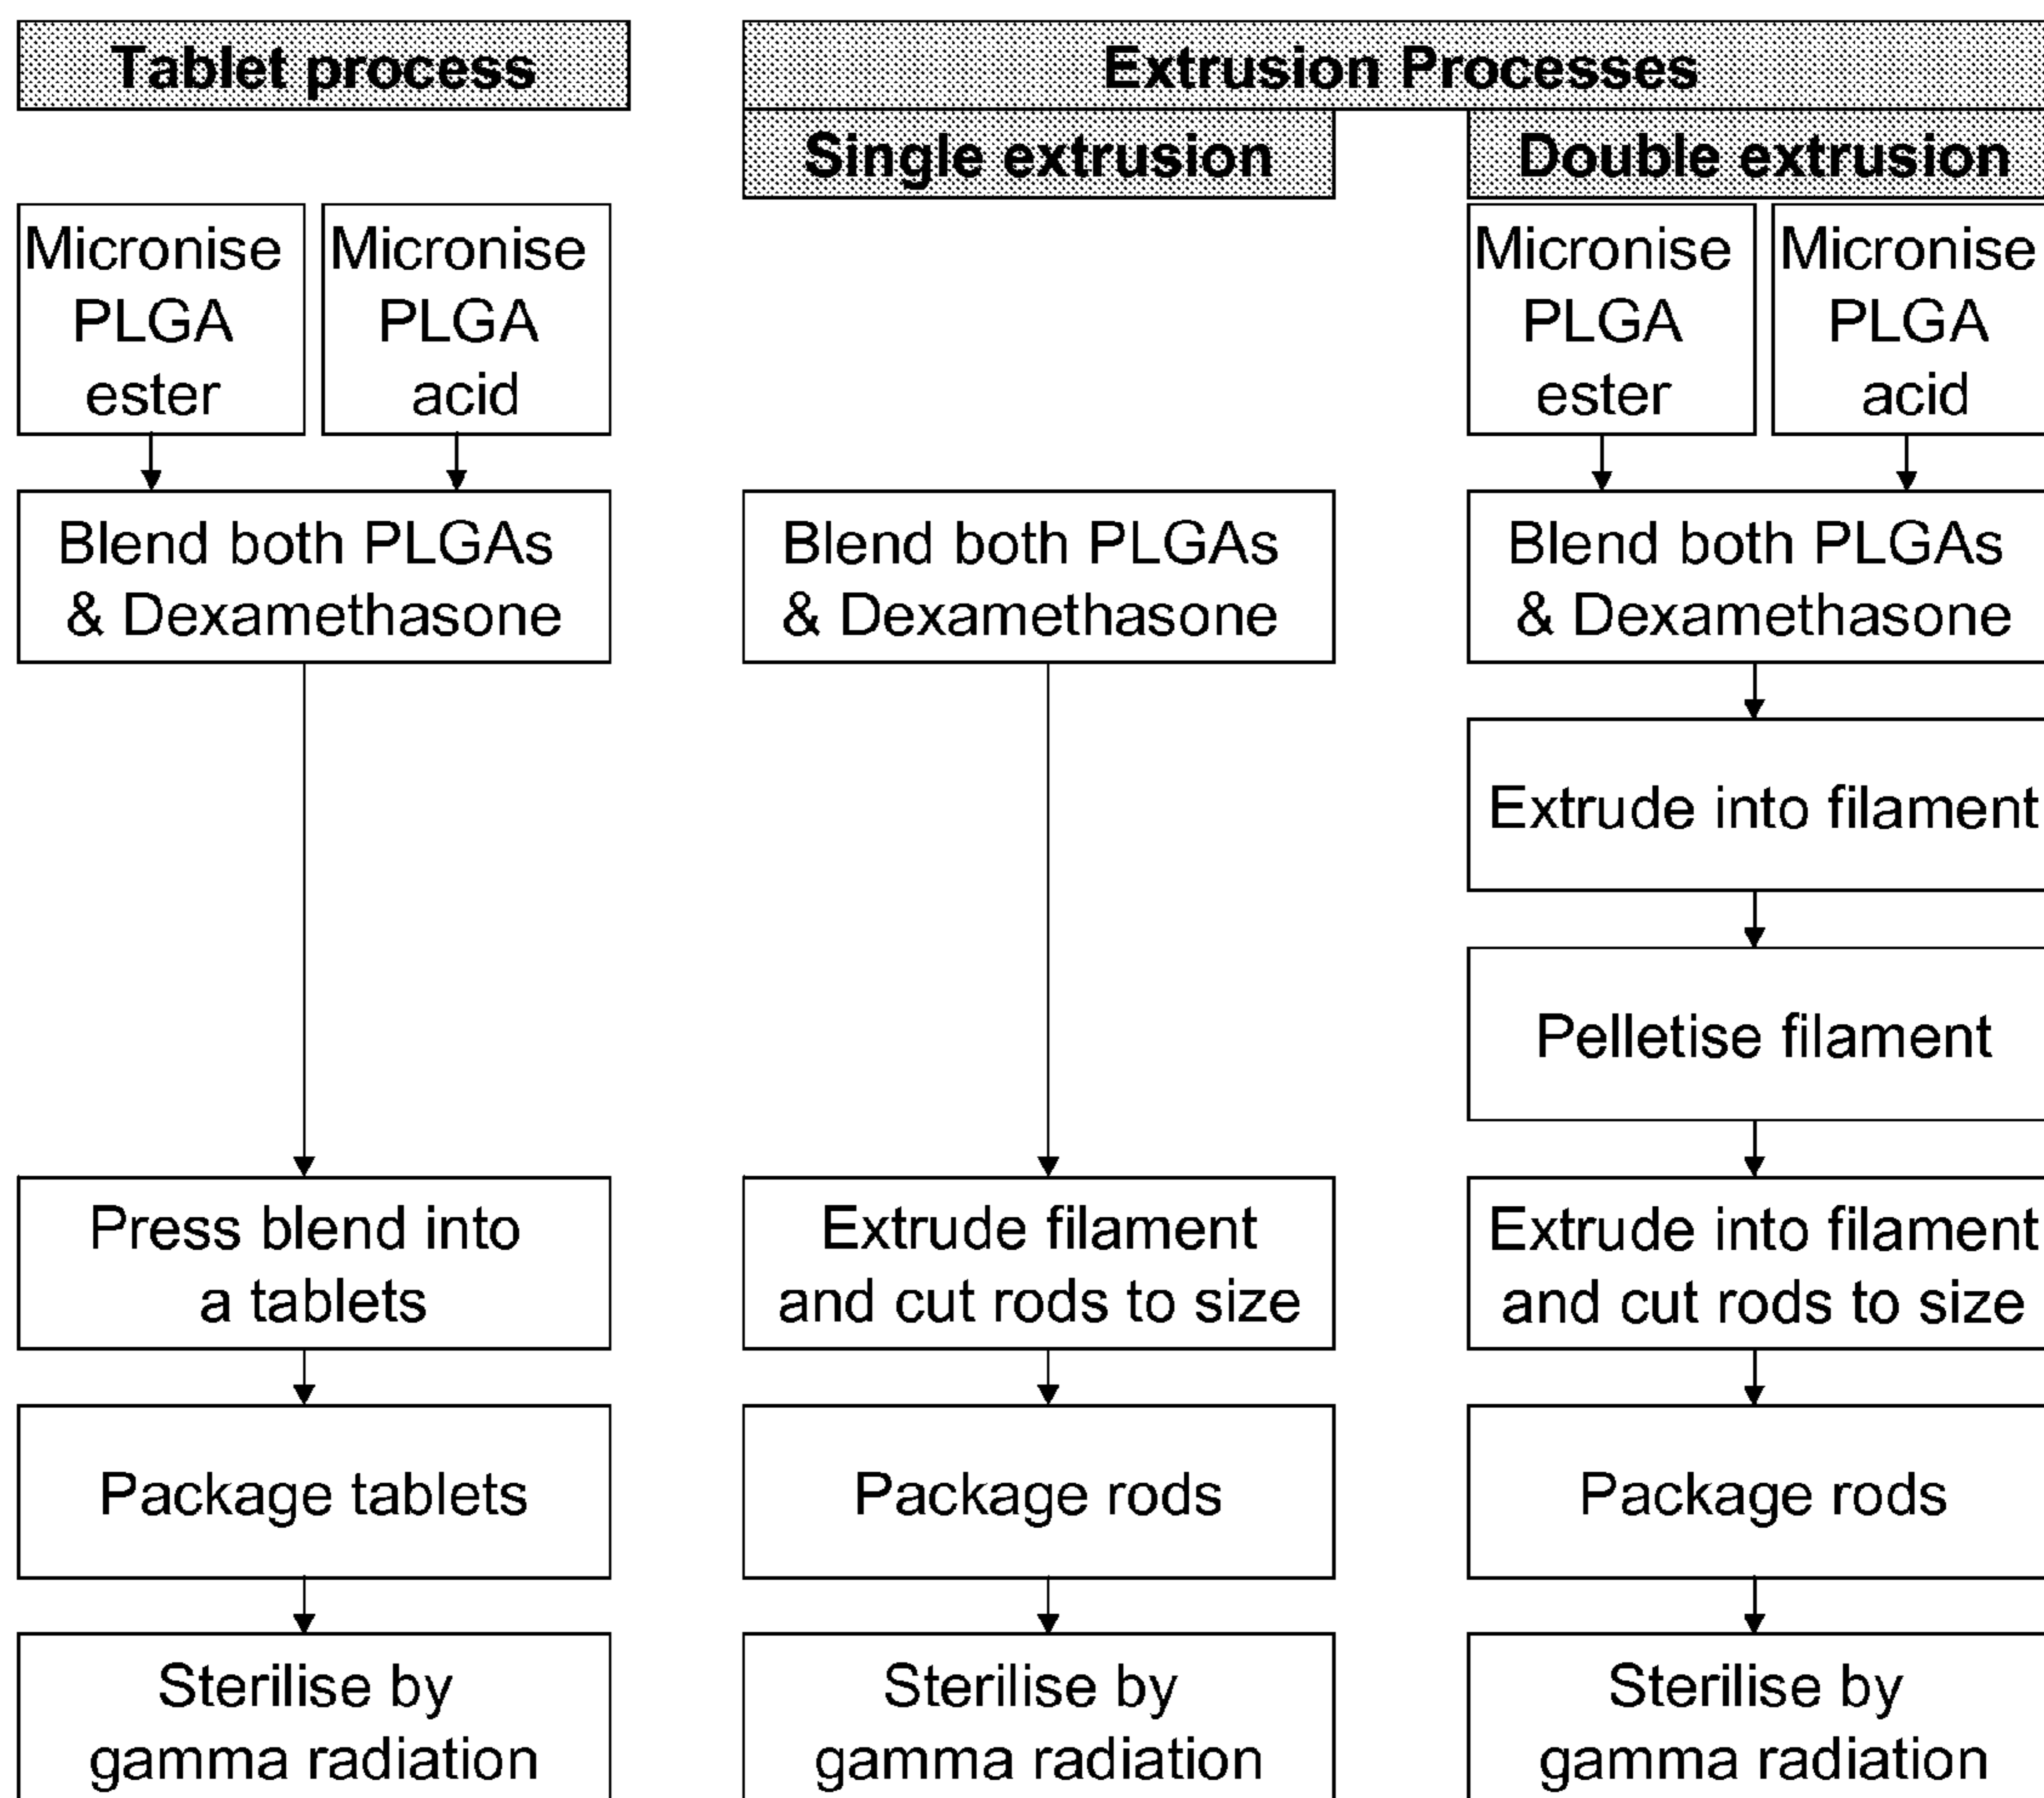 Tablet process
Extrusion Processes
Single extrusion
Double extrusion
Micronise
PLGA
ester
Micronise
PLGA
acid
Micronise
PLGA
ester
Micronise
PLGA
acid
Blend both PLGAs
& Dexamethasone
Blend both PLGAs
& Dexamethasone
Blend both PLGAs
& Dexamethasone
Extrude into filament
Pelletise filament
Press blend into
a tablets
Extrude filament
and cut rods to size
Extrude into filament
and cut rods to size
Package tablets
Package rods
Package rods
Sterilise by
gamma radiation
Sterilise by
gamma radiation
Sterilise by
gamma radiation